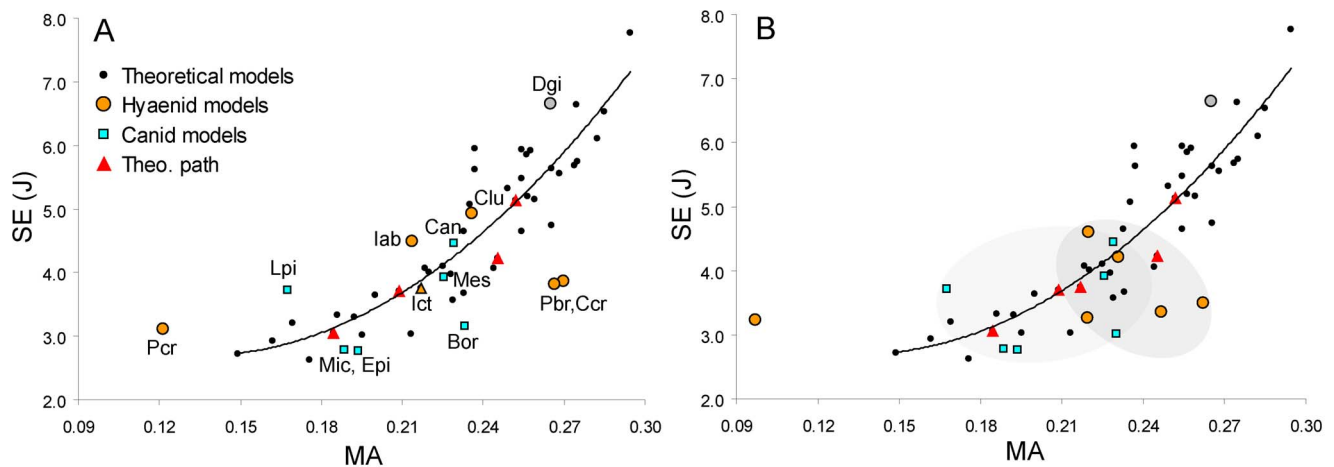 A
SE (J)
8.0
7.0
6.0
5.0
4.0
3.0
2.0
Theoretical models
Hyaenid models
Canid models
Theo. path
Dgi
Clu
Can
Iab
Lpi
Mes
Ict
Pbr,Ccr
Pcr
Bor
Mic, Epi
0.09 0.12 0.15 0.18 0.21 0.24 0.27 0.30
MA
B
SE (J)
8.0
7.0
6.0
5.0
4.0
3.0
2.0
0.09 0.12 0.15 0.18 0.21 0.24 0.27 0.30
MA